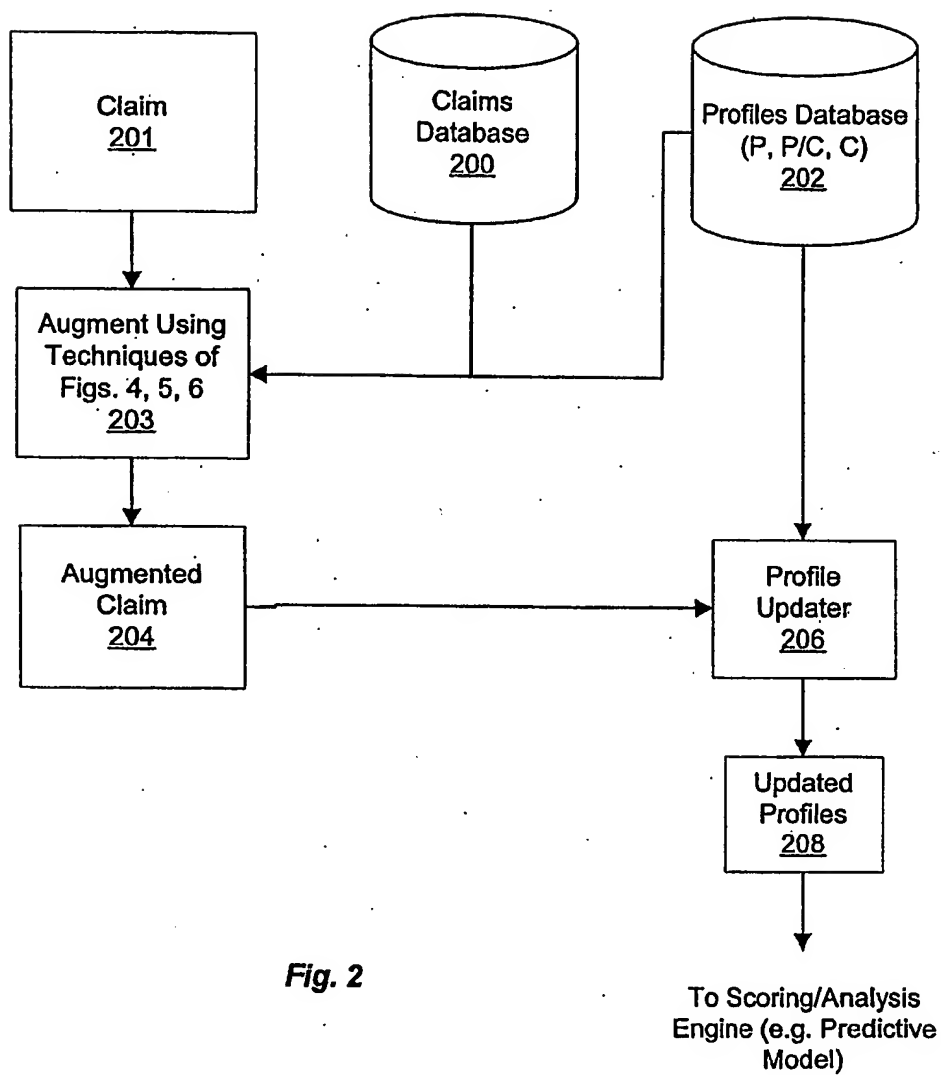 Claim
201
Claims
Database
200
Profiles Database
(P, P/C, C)
202
Augment Using
Techniques of
Figs. 4, 5, 6
203
Augmented
Claim
204
Profile
Updater
206
Updated
Profiles
208
Fig. 2
To Scoring/Analysis
Engine (e.g. Predictive
Model)